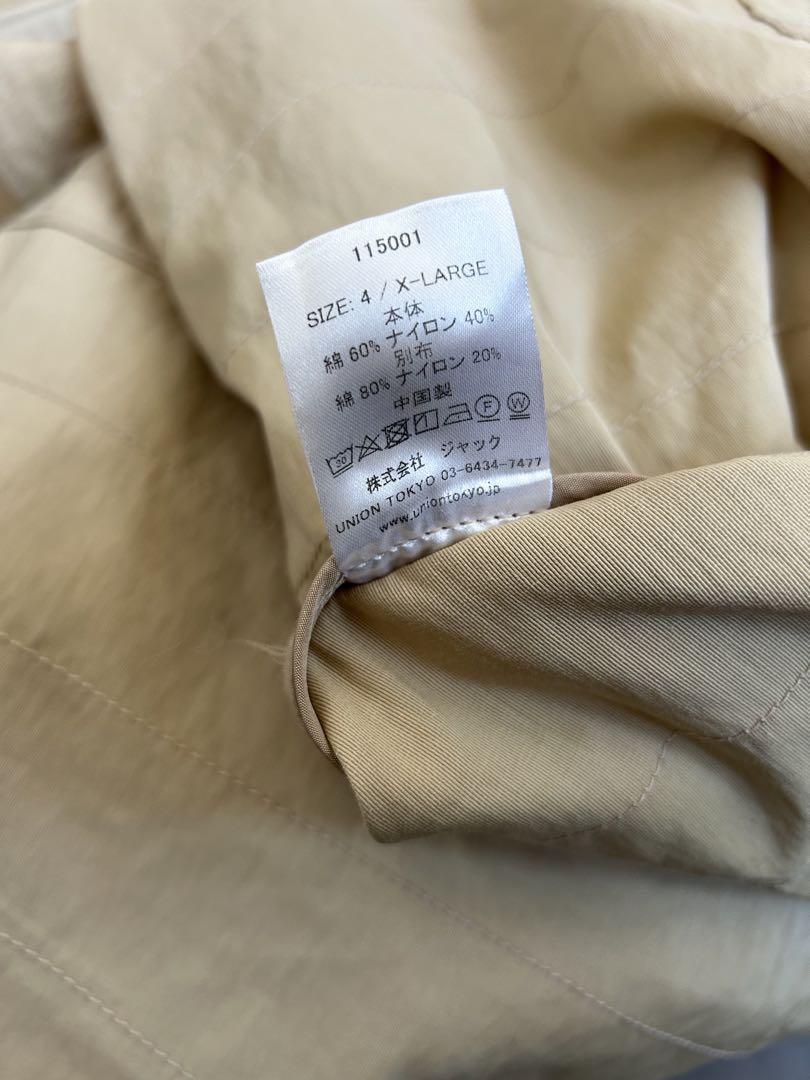 115001
SIZE: 4 / X-LARGE
本体
綿 60% ナイロン 40%
別布
綿 80% ナイロン 20%
中国製
30 F W
株式会社 ジャック
UNION TOKYO 03-6434-7477
www.uniontokyo.jp